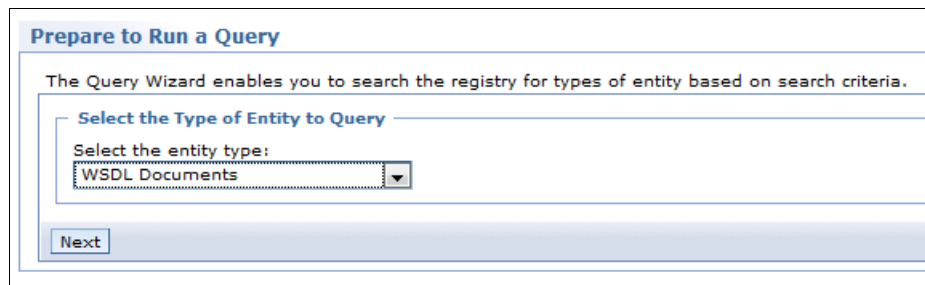 Prepare to Run a Query
The Query Wizard enables you to search the registry for types of entity based on search criteria.
Select the Type of Entity to Query
Select the entity type:
WSDL Documents
Next